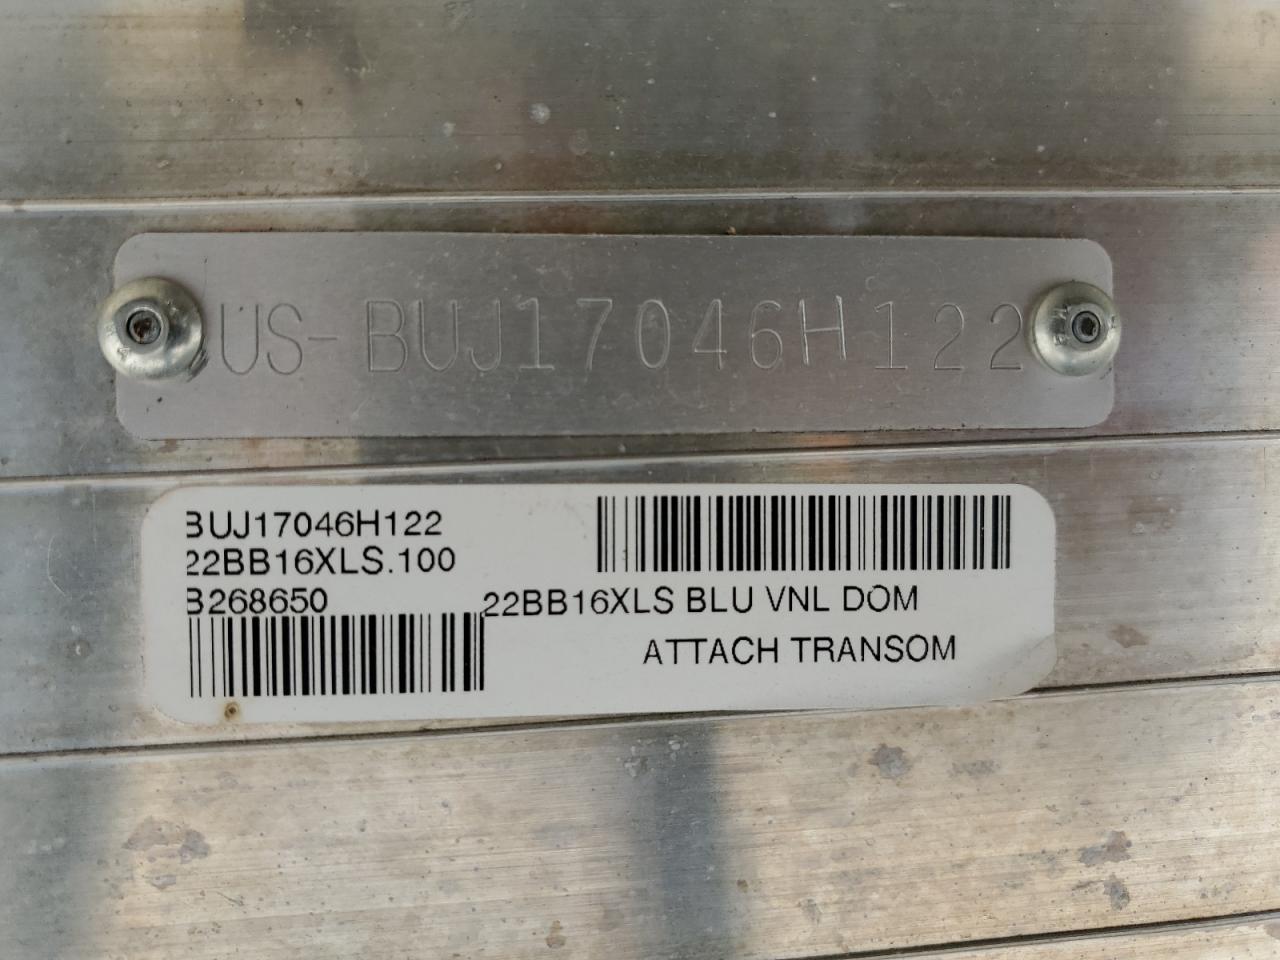 US-BUJ17046H122
BUJ17046H122
22BB16XLS.100
B268650
22BB16XLS BLU VNL DOM
ATTACH TRANSOM